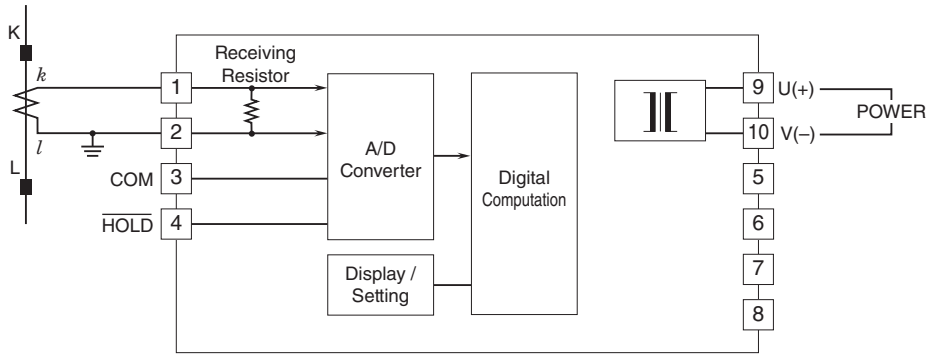 K
k
l
L
1
2
COM 3
HOLD 4
Receiving
Resistor
A/D
Converter
Digital
Computation
Display /
Setting
9 U(+)
10 V(–)
POWER
5
6
7
8